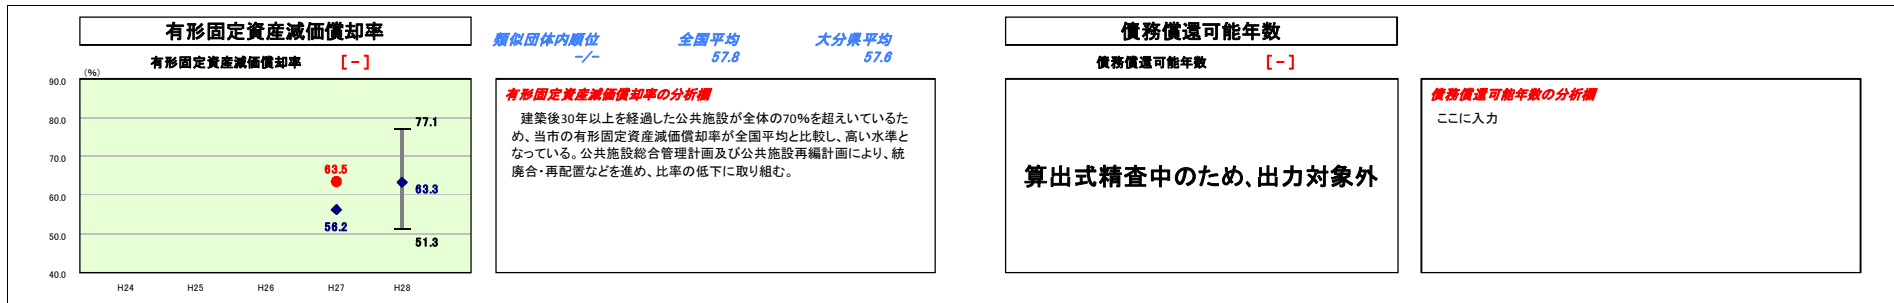 有形固定資産減価償却率
有形固定資産減価償却率 [－]
類似団体内順位
-/-
全国平均
57.8
大分県平均
57.6
(%)
90.0
80.0
70.0
60.0
50.0
40.0
77.1
63.5
63.3
56.2
51.3
H24 H25 H26 H27 H28
有形固定資産減価償却率の分析欄
建築後30年以上を経過した公共施設が全体の70%を超えいているた
め、当市の有形固定資産減価償却率が全国平均と比較し、高い水準と
なっている。公共施設総合管理計画及び公共施設再編計画により、統
廃合・再配置などを進め、比率の低下に取り組む。
債務償還可能年数
債務償還可能年数 [－]
算出式精査中のため、出力対象外
債務償還可能年数の分析欄
ここに入力